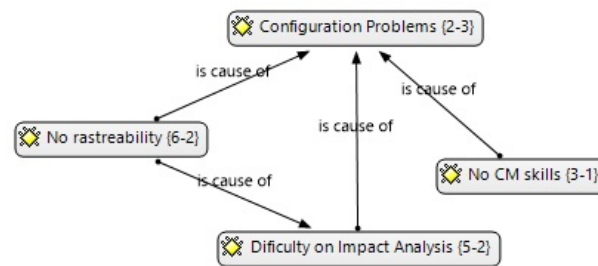 Configuration Problems {2-3}
is cause of
is cause of
is cause of
No rastreability {6-2}
is cause of
No CM skills {3-1}
Dificulty on Impact Analysis {5-2}